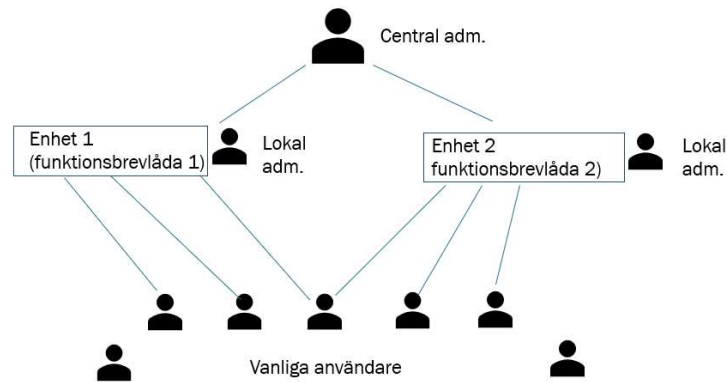 Central adm.
Enhet 1
(funktionsbrevlåda 1)
Lokal
adm.
Enhet 2
funktionsbrevlåda 2)
Lokal
adm.
Vanliga användare